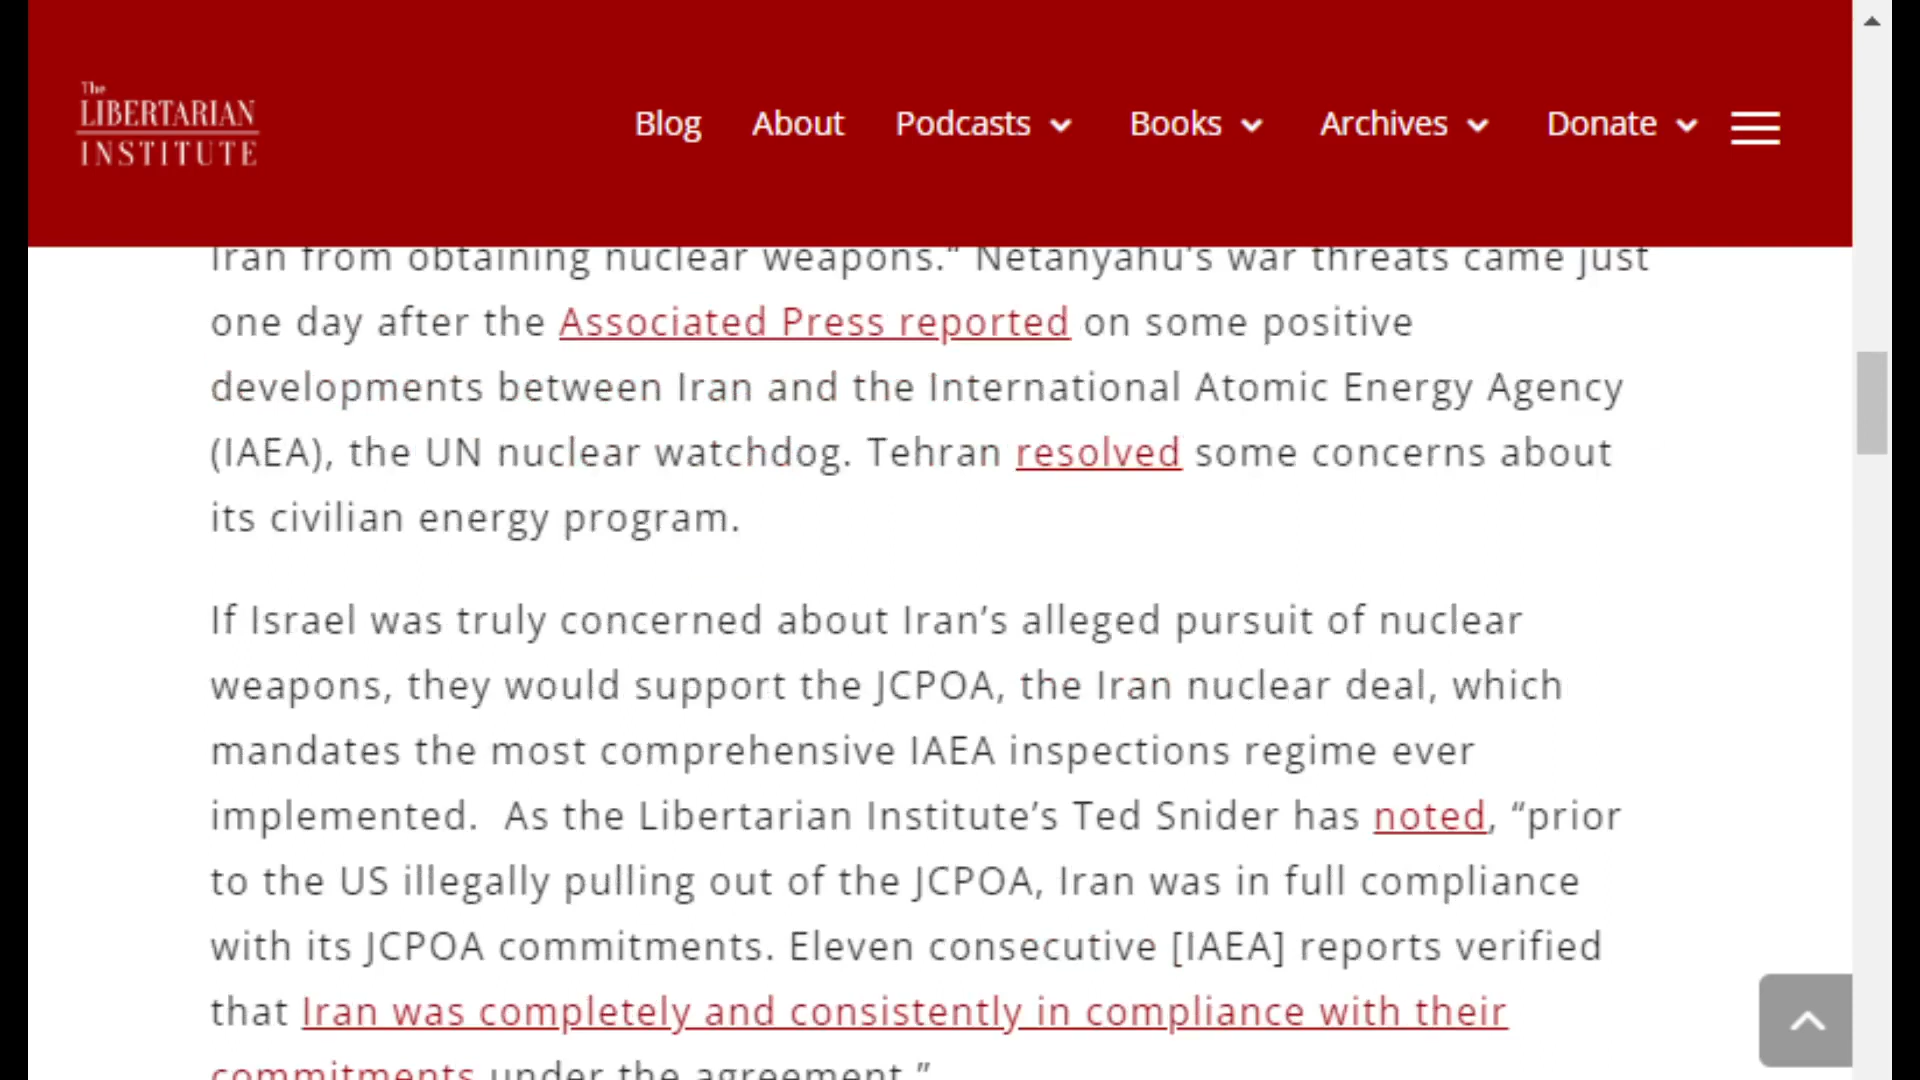 The
LIBERTARIAN
INSTITUTE
Blog
About
Podcasts
Books
Archives
Donate
Iran from obtaining nuclear weapons.” Netanyahu’s war threats came just
one day after the Associated Press reported on some positive
developments between Iran and the International Atomic Energy Agency
(IAEA), the UN nuclear watchdog. Tehran resolved some concerns about
its civilian energy program.
If Israel was truly concerned about Iran’s alleged pursuit of nuclear
weapons, they would support the JCPOA, the Iran nuclear deal, which
mandates the most comprehensive IAEA inspections regime ever
implemented.  As the Libertarian Institute’s Ted Snider has noted, “prior
to the US illegally pulling out of the JCPOA, Iran was in full compliance
with its JCPOA commitments. Eleven consecutive [IAEA] reports verified
that Iran was completely and consistently in compliance with their
commitments under the agreement.”